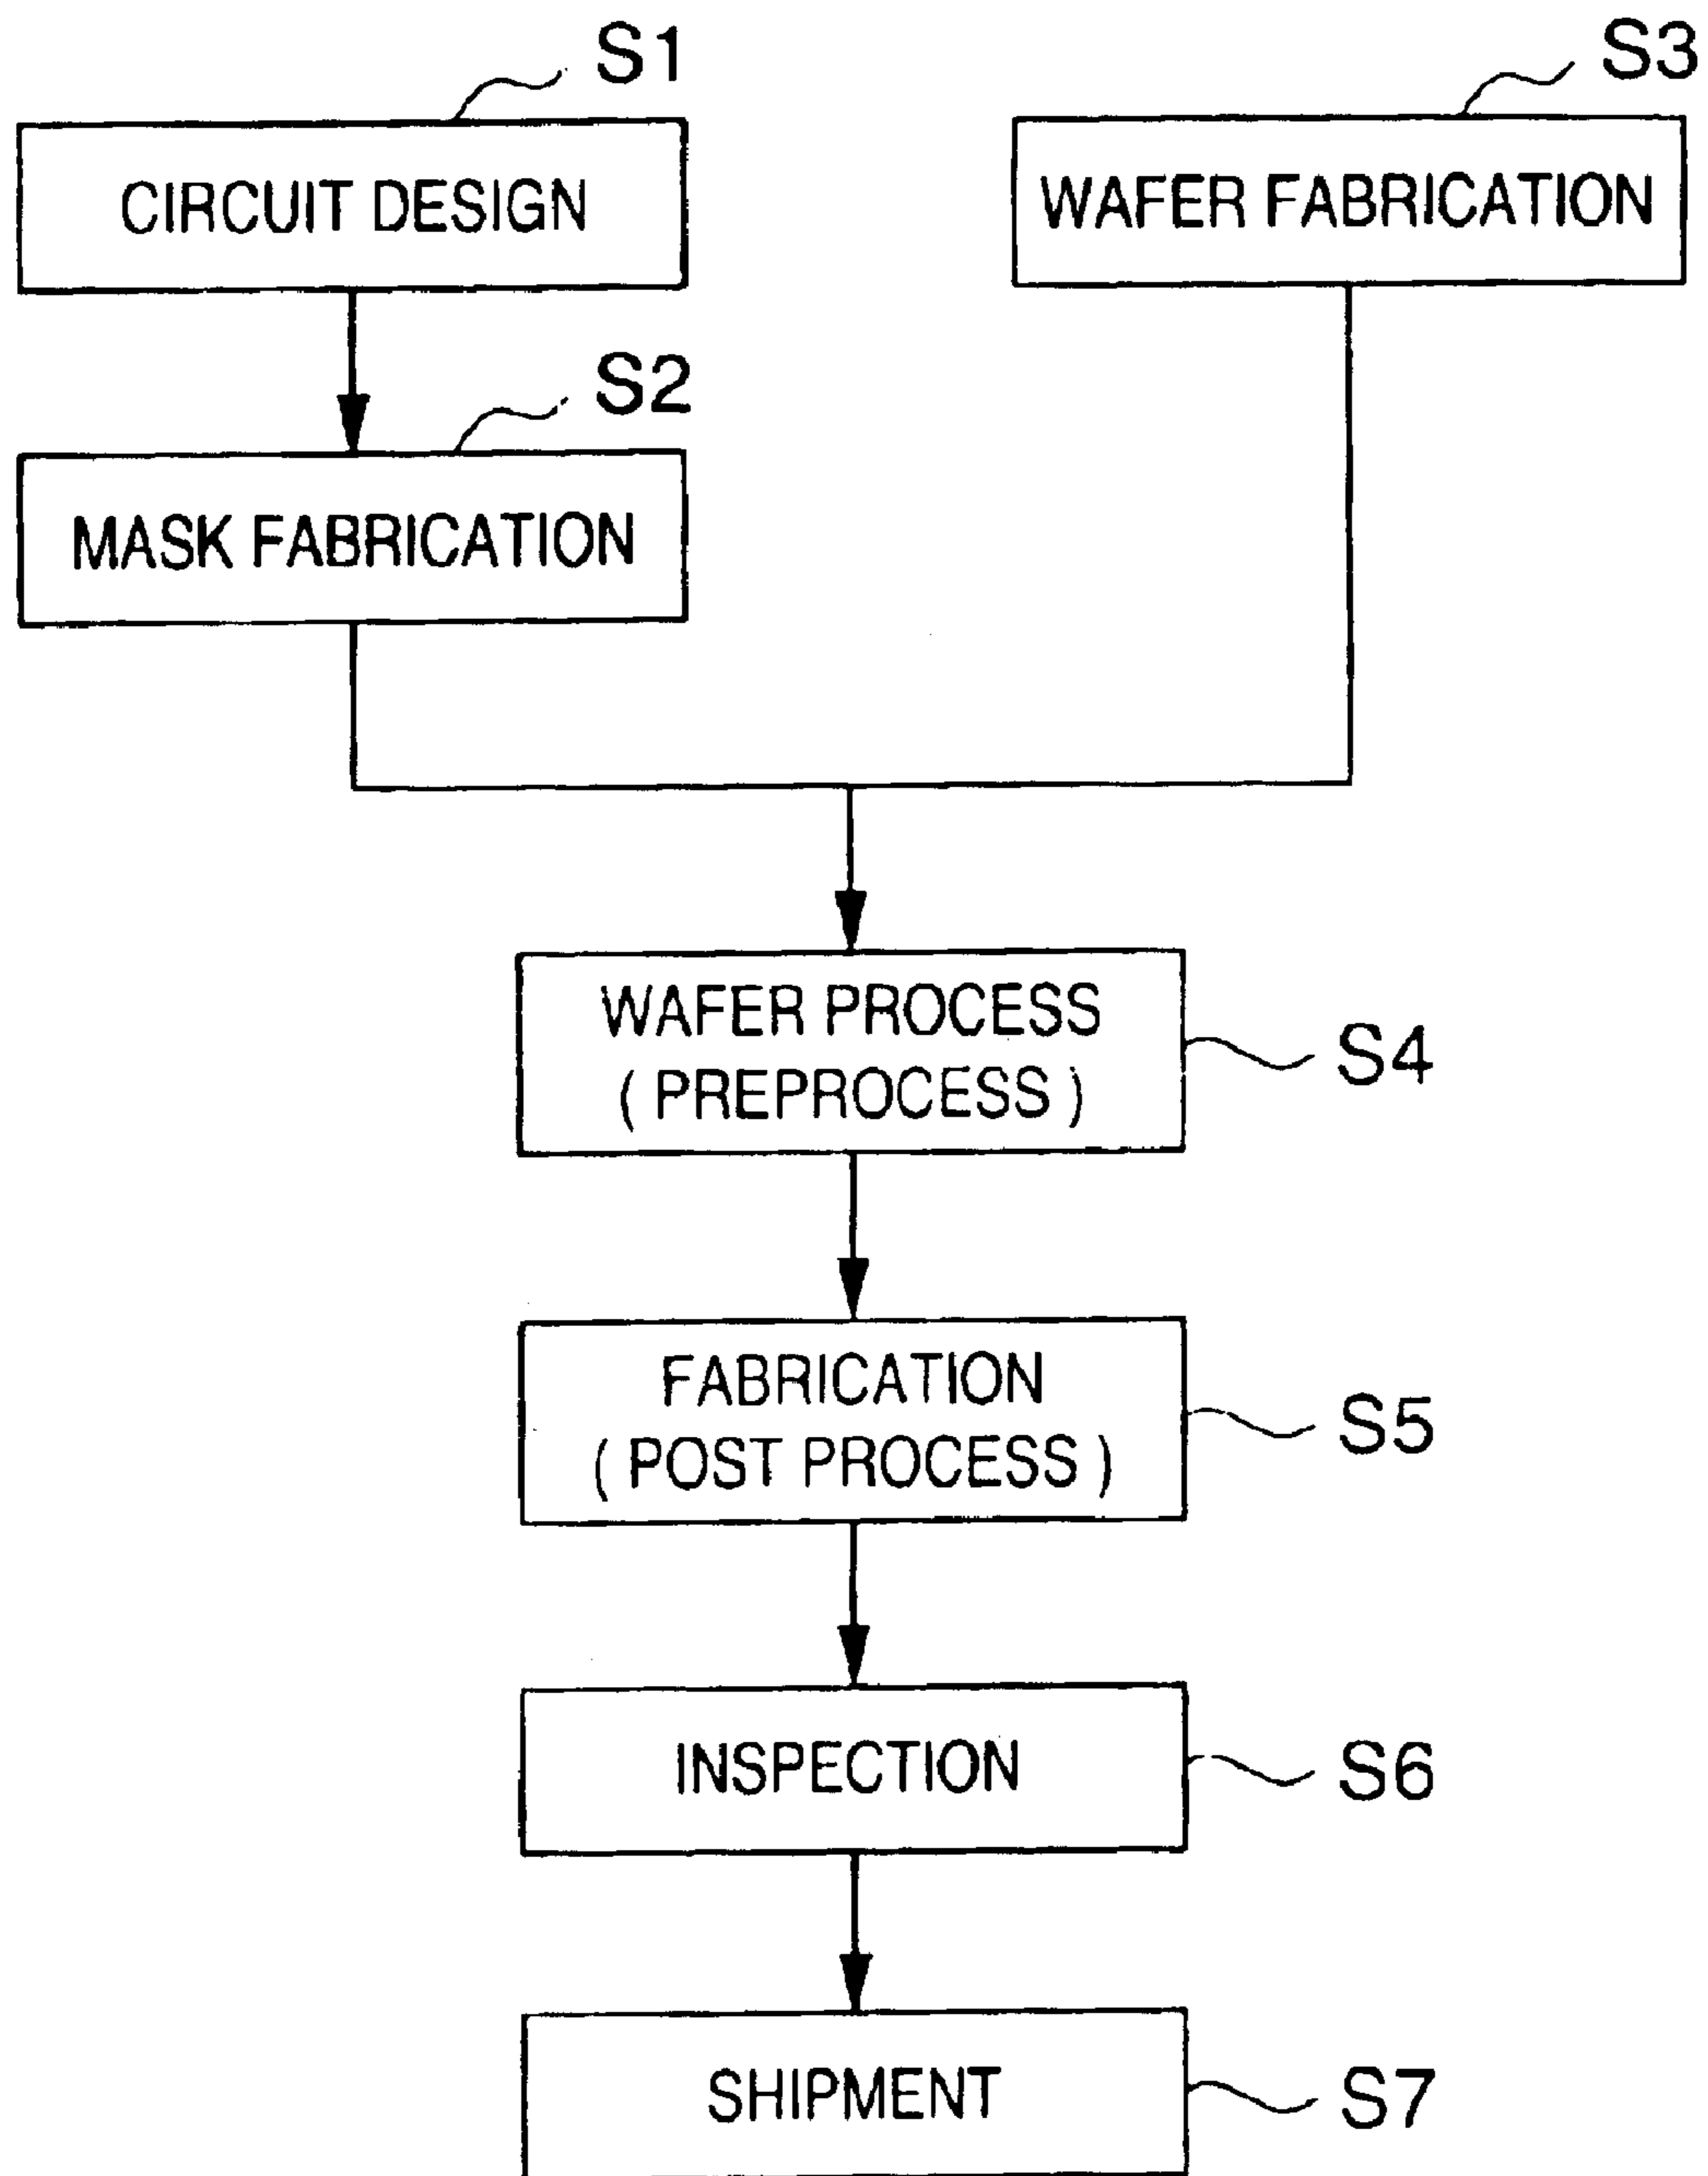 S1
CIRCUIT DESIGN
S3
WAFER FABRICATION
S2
MASK FABRICATION
WAFER PROCESS
( PREPROCESS )
S4
FABRICATION
( POST PROCESS )
S5
INSPECTION
S6
SHIPMENT
S7